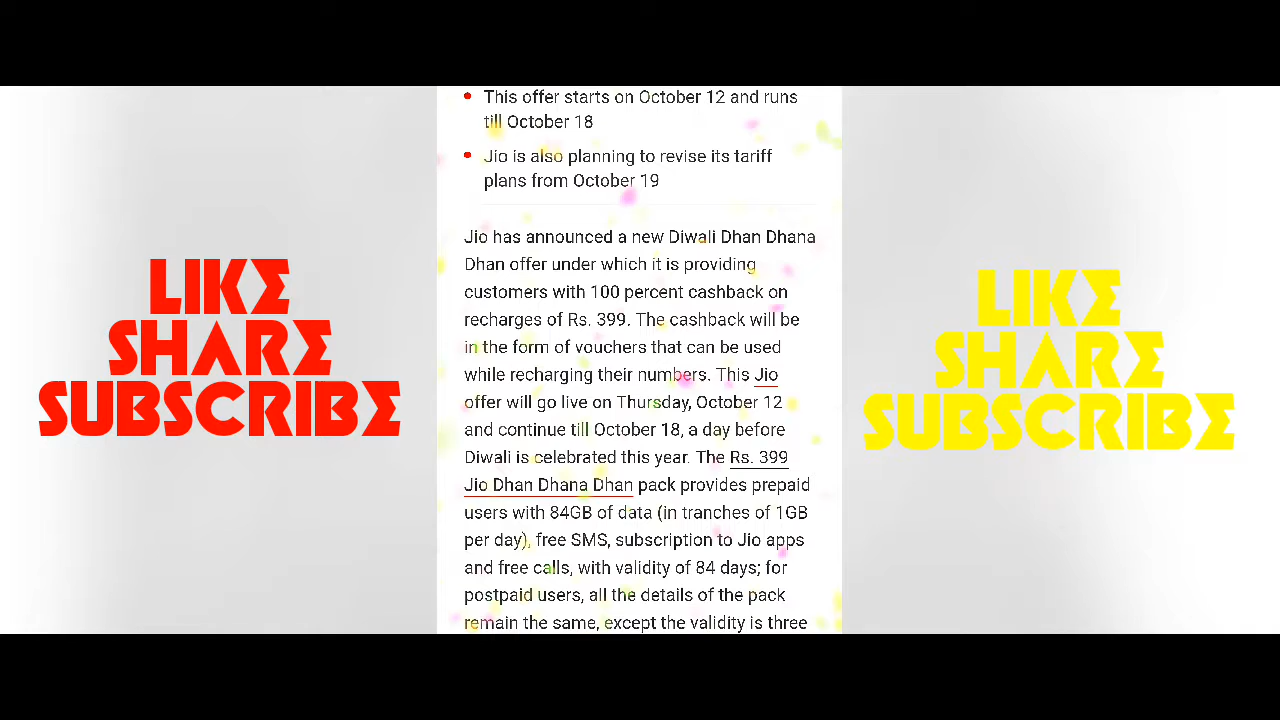 LIKE
SHARE
SUBSCRIBE
This offer starts on October 12 and runs
till October 18
Jio is also planning to revise its tariff
plans from October 19
Jio has announced a new Diwali Dhan Dhana
Dhan offer under which it is providing
customers with 100 percent cashback on
recharges of Rs. 399. The cashback will be
in the form of vouchers that can be used
while recharging their numbers. This Jio
offer will go live on Thursday, October 12
and continue till October 18, a day before
Diwali is celebrated this year. The Rs. 399
Jio Dhan Dhana Dhan pack provides prepaid
users with 84GB of data (in tranches of 1GB
per day), free SMS, subscription to Jio apps
and free calls, with validity of 84 days; for
postpaid users, all the details of the pack
remain the same, except the validity is three
LIKE
SHARE
SUBSCRIBE